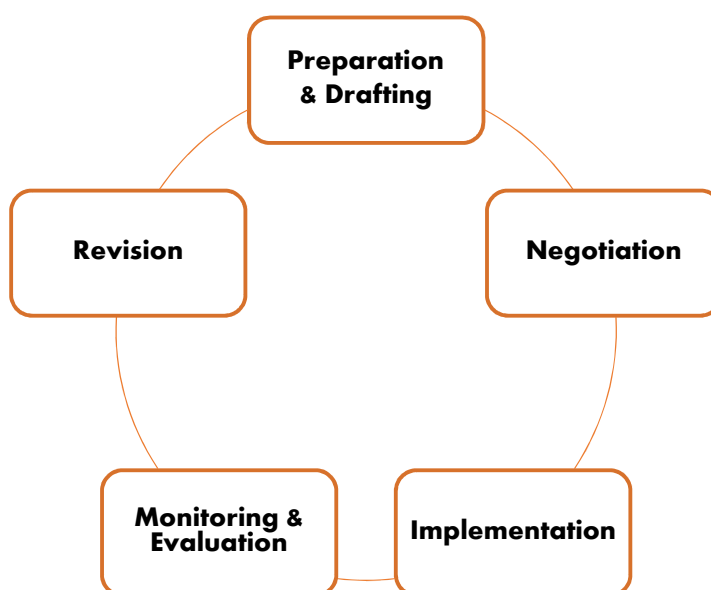 Preparation
& Drafting
Negotiation
Implementation
Monitoring &
Evaluation
Revision